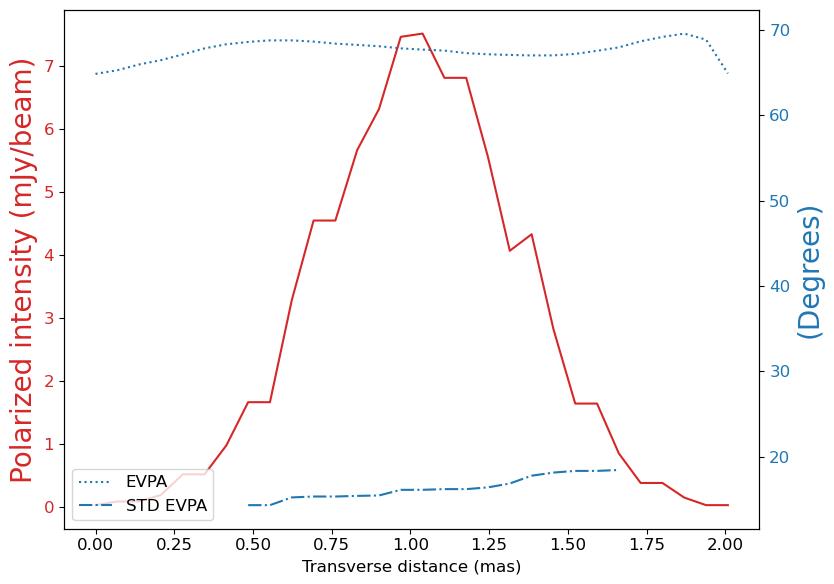 Polarized intensity (mJy/beam)
7
6
5
4
3
2
1
0
70
60
50
40
30
20
(Degrees)
EVPA
STD EVPA
0.00 0.25 0.50 0.75 1.00 1.25 1.50 1.75 2.00
Transverse distance (mas)